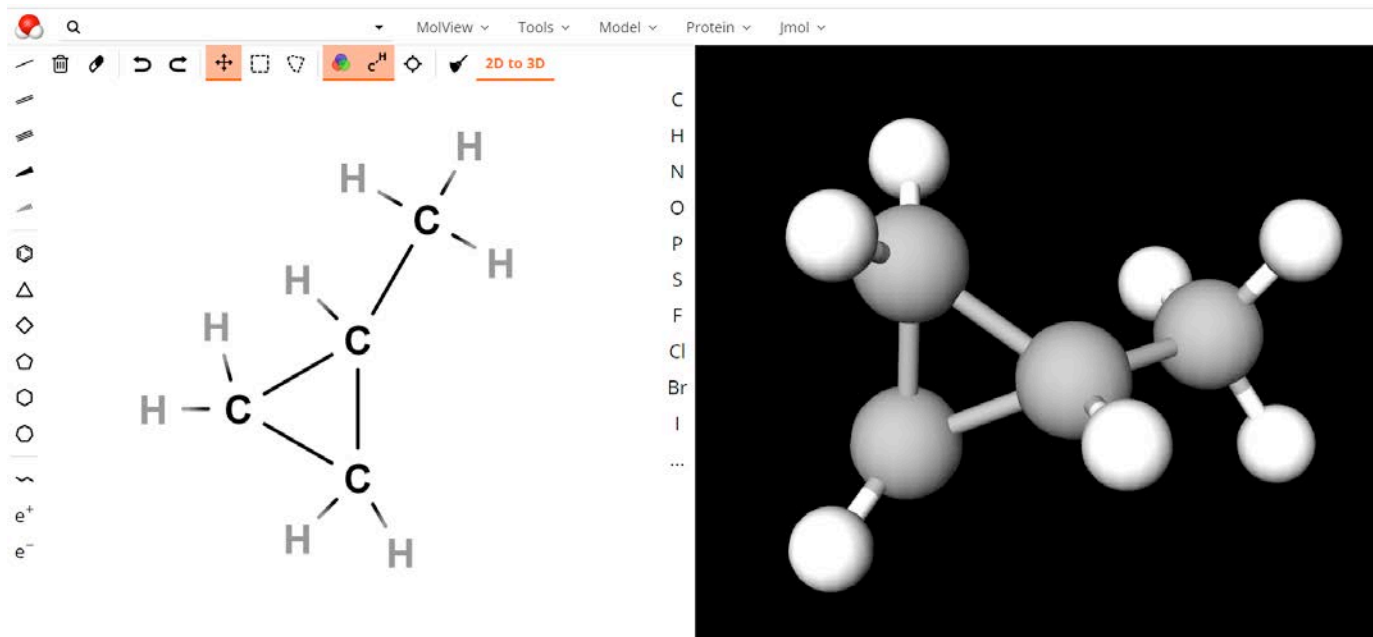 MolView Tools Model Protein Jmol
2D to 3D
C
H
N
O
P
S
F
Cl
Br
I
...
e+
e−
H
H
C
H
H
H
C
H
C
C
H
H
C H